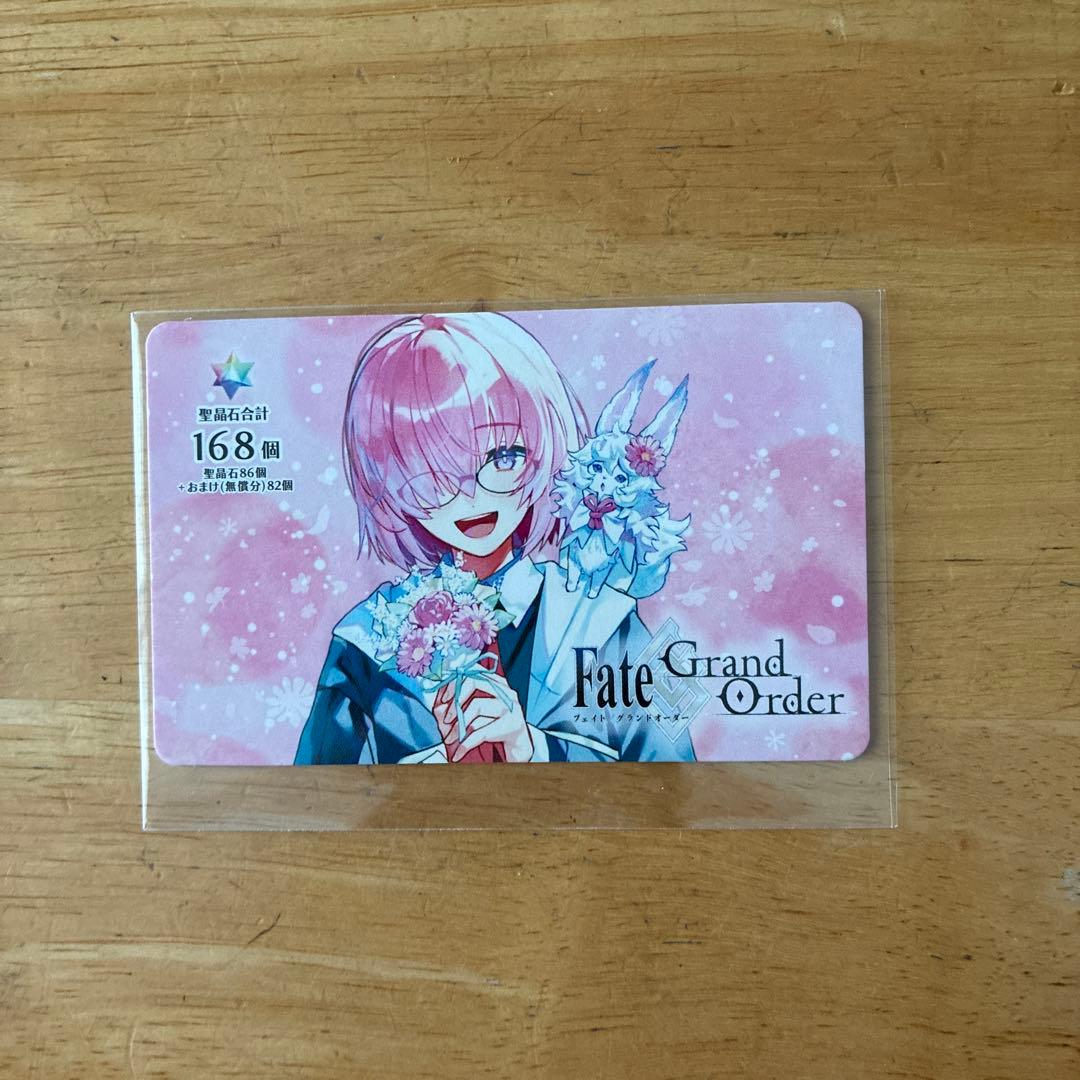 聖晶石合計
168個
聖晶石86個
+おまけ(無償分)82個
Fate Grand
Order
フェイト グランドオーダー